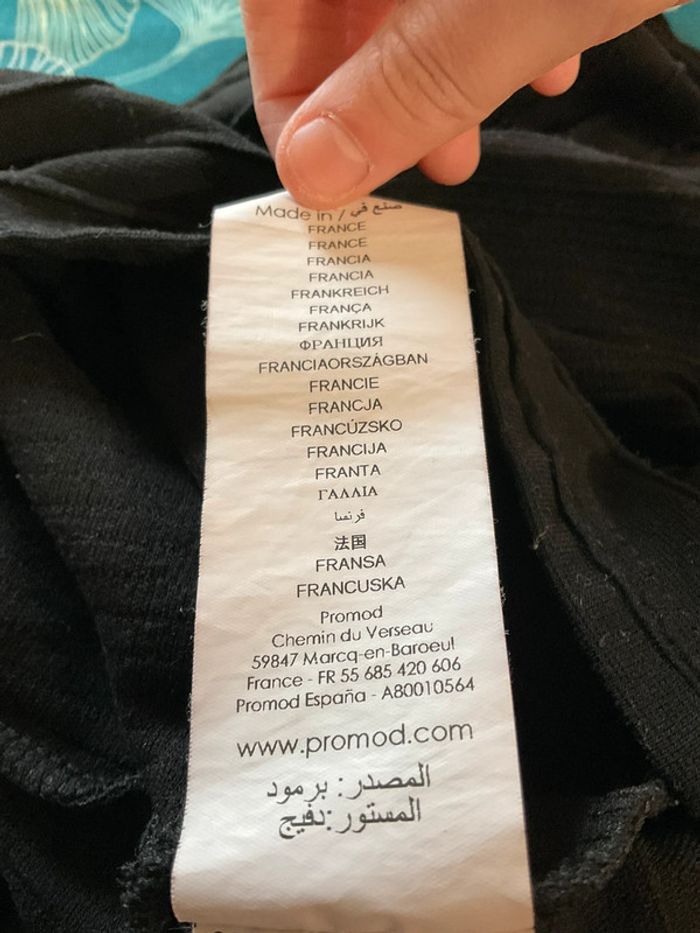 Made in / صنع في
FRANCE
FRANCE
FRANCIA
FRANCIA
FRANKREICH
FRANÇA
FRANKRIJK
ФРАНЦИЯ
FRANCIAORSZÁGBAN
FRANCIE
FRANCJA
FRANCÚZSKO
FRANCIJA
FRANTA
ΓΑΛΛΙΑ
فرنسا
法国
FRANSA
FRANCUSKA
Promod
Chemin du Verseau
59847 Marcq-en-Baroeul
France - FR 55 685 420 606
Promod España - A80010564
www.promod.com
المصدر: برمود
المستور: دفيج